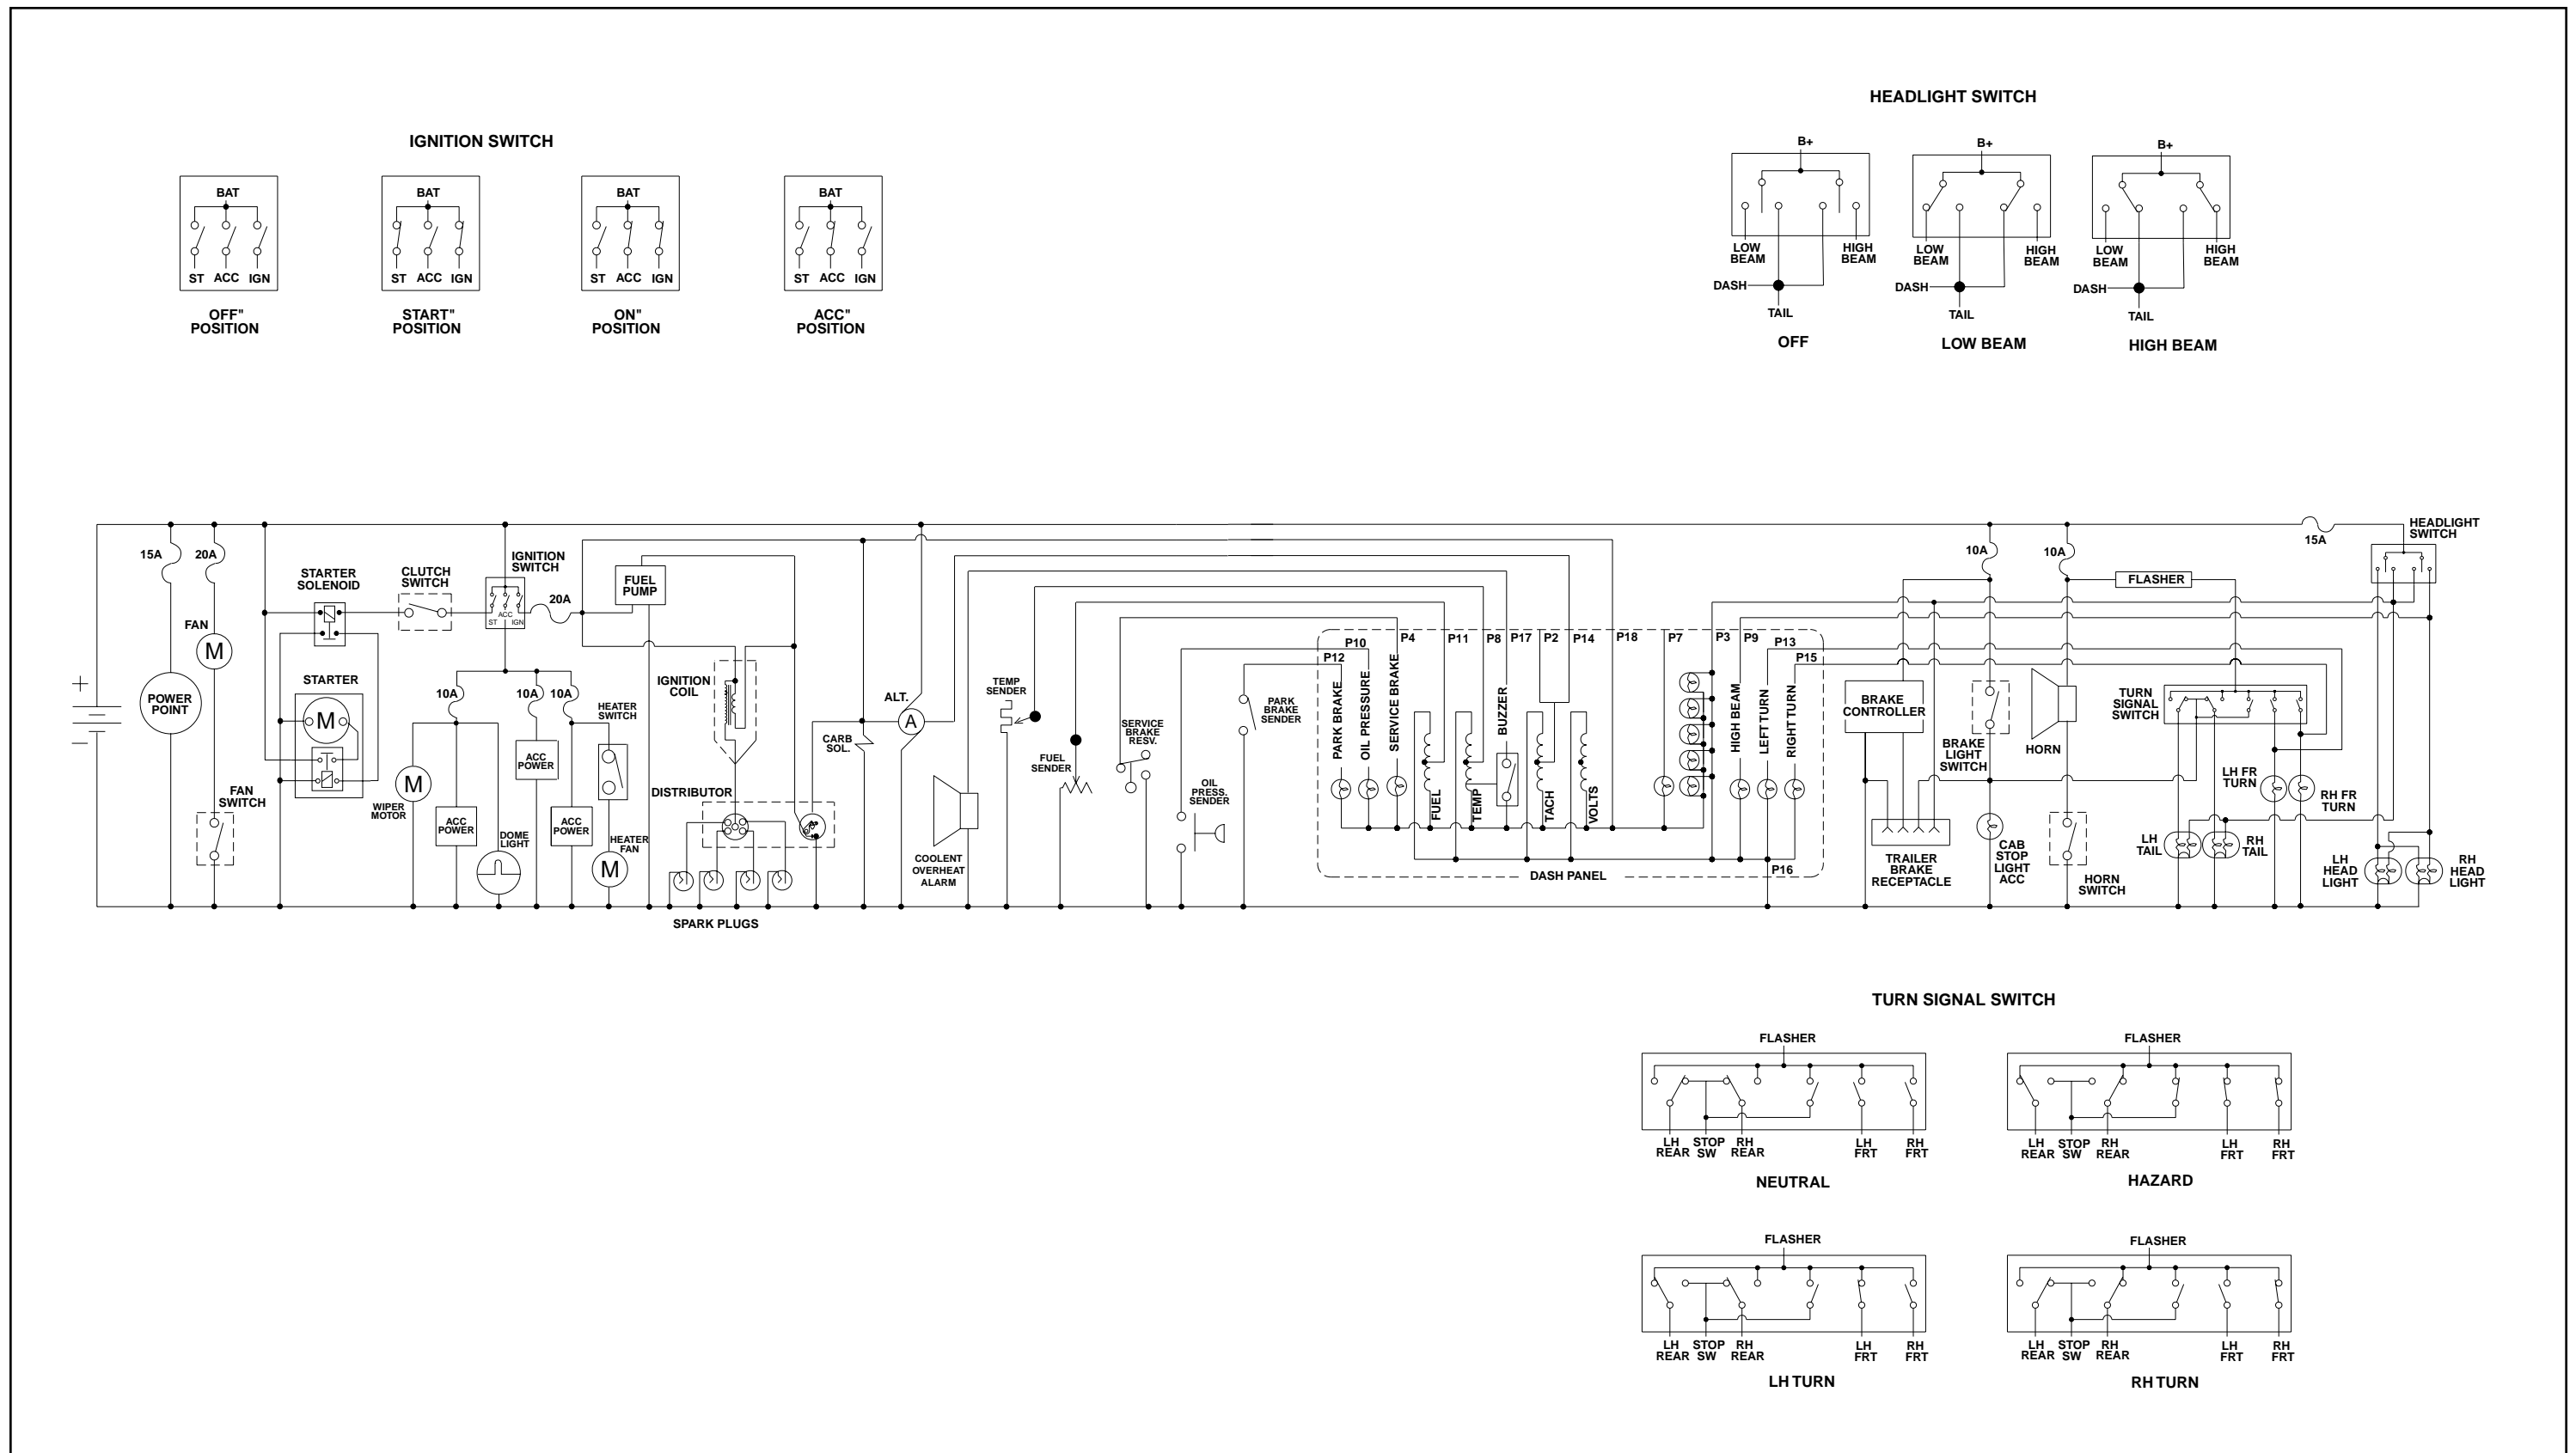 HEADLIGHT SWITCH
IGNITION SWITCH
BAT
ST ACC IGN
OFF"
POSITION
BAT
ST ACC IGN
START"
POSITION
BAT
ST ACC IGN
ON"
POSITION
BAT
ST ACC IGN
ACC"
POSITION
B+
LOW
BEAM
HIGH
BEAM
DASH
TAIL
OFF
B+
LOW
BEAM
HIGH
BEAM
DASH
TAIL
LOW BEAM
B+
LOW
BEAM
HIGH
BEAM
DASH
TAIL
HIGH BEAM
15A
20A
FAN
POWER
POINT
FAN
SWITCH
STARTER
SOLENOID
STARTER
CLUTCH
SWITCH
IGNITION
SWITCH
ACC
ST IGN
20A
10A
10A
10A
M
M
M
M
WIPER
MOTOR
ACC
POWER
DOME
LIGHT
ACC
POWER
ACC
POWER
HEATER
SWITCH
HEATER
FAN
FUEL
PUMP
IGNITION
COIL
DISTRIBUTOR
SPARK PLUGS
ALT.
A
CARB
SOL.
COOLENT
OVERHEAT
ALARM
TEMP
SENDER
FUEL
SENDER
SERVICE
BRAKE
RESV.
OIL
PRESS.
SENDER
PARK
BRAKE
SENDER
P10
P12
P4
P11
P8
P17
P2
P14
P18
P7
P3
P9
P13
P15
P16
PARK BRAKE
OIL PRESSURE
SERVICE BRAKE
FUEL
TEMP
BUZZER
TACH
VOLTS
HIGH BEAM
LEFT TURN
RIGHT TURN
DASH PANEL
10A
10A
FLASHER
15A
HEADLIGHT
SWITCH
BRAKE
CONTROLLER
TRAILER
BRAKE
RECEPTACLE
BRAKE
LIGHT
SWITCH
CAB
STOP
LIGHT
ACC
HORN
HORN
SWITCH
TURN
SIGNAL
SWITCH
LH FR
TURN
RH FR
TURN
LH
TAIL
RH
TAIL
LH
HEAD
LIGHT
RH
HEAD
LIGHT
TURN SIGNAL SWITCH
FLASHER
LH
REAR
STOP
SW
RH
REAR
LH
FRT
RH
FRT
NEUTRAL
FLASHER
LH
REAR
STOP
SW
RH
REAR
LH
FRT
RH
FRT
HAZARD
FLASHER
LH
REAR
STOP
SW
RH
REAR
LH
FRT
RH
FRT
LH TURN
FLASHER
LH
REAR
STOP
SW
RH
REAR
LH
FRT
RH
FRT
RH TURN